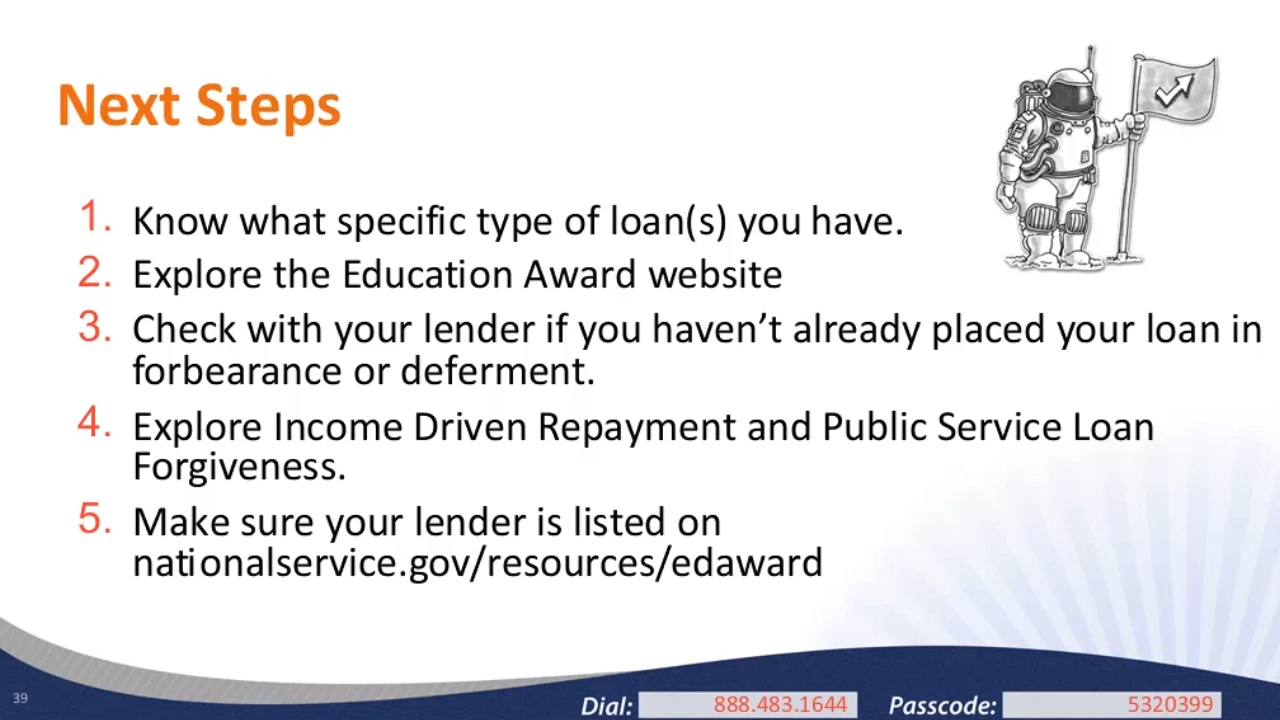 Next Steps
1. Know what specific type of loan(s) you have.
2. Explore the Education Award website
3. Check with your lender if you haven’t already placed your loan in
forbearance or deferment.
4. Explore Income Driven Repayment and Public Service Loan
Forgiveness.
5. Make sure your lender is listed on
nationalservice.gov/resources/edaward
39
Dial: 888.483.1644 Passcode: 5320399